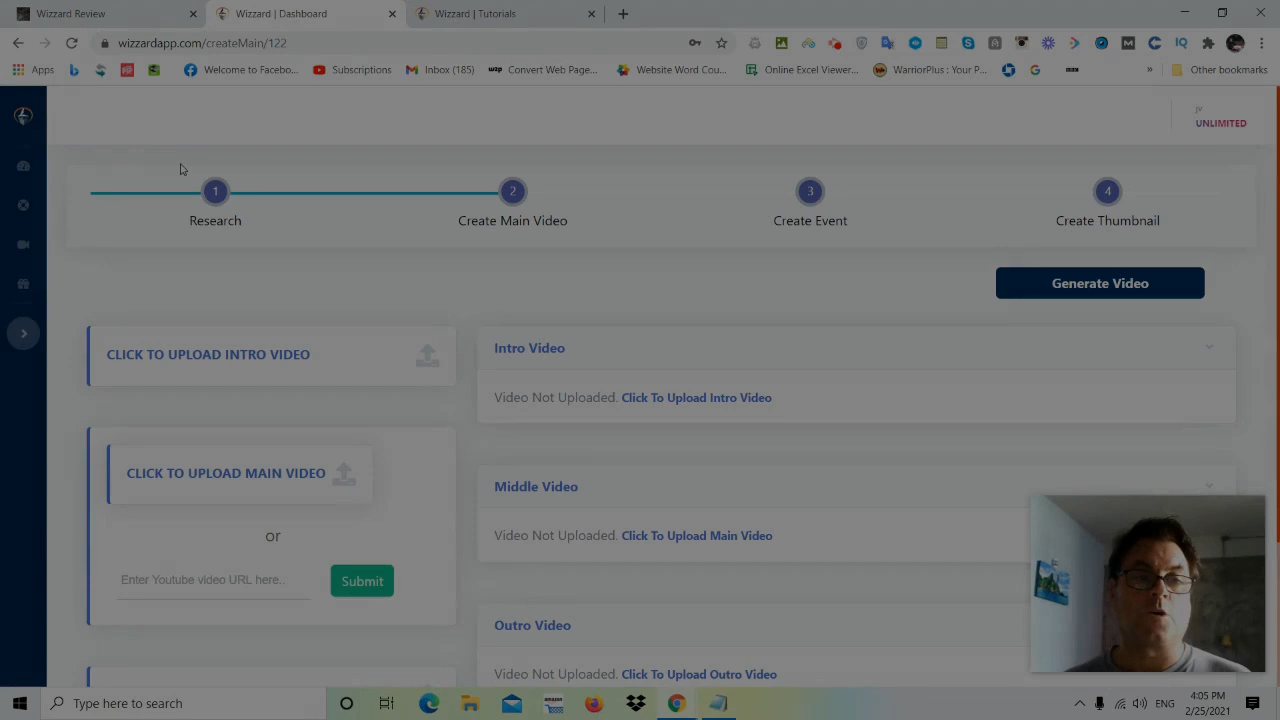 Wizzard Review
Wizzard | Dashboard
Wizzard | Tutorials
wizzardapp.com/createMain/122
Apps
Welcome to Facebo...
Subscriptions
Inbox (185)
Convert Web Page...
Website Word Cou...
Online Excel Viewer...
WarriorPlus : Your P...
Other bookmarks
jv
UNLIMITED
1
2
3
4
Research
Create Main Video
Create Event
Create Thumbnail
Generate Video
CLICK TO UPLOAD INTRO VIDEO
Intro Video
Video Not Uploaded. Click To Upload Intro Video
CLICK TO UPLOAD MAIN VIDEO
or
Enter Youtube video URL here..
Submit
Middle Video
Video Not Uploaded. Click To Upload Main Video
Outro Video
Video Not Uploaded. Click To Upload Outro Video
Type here to search
ENG
4:05 PM
2/25/2021